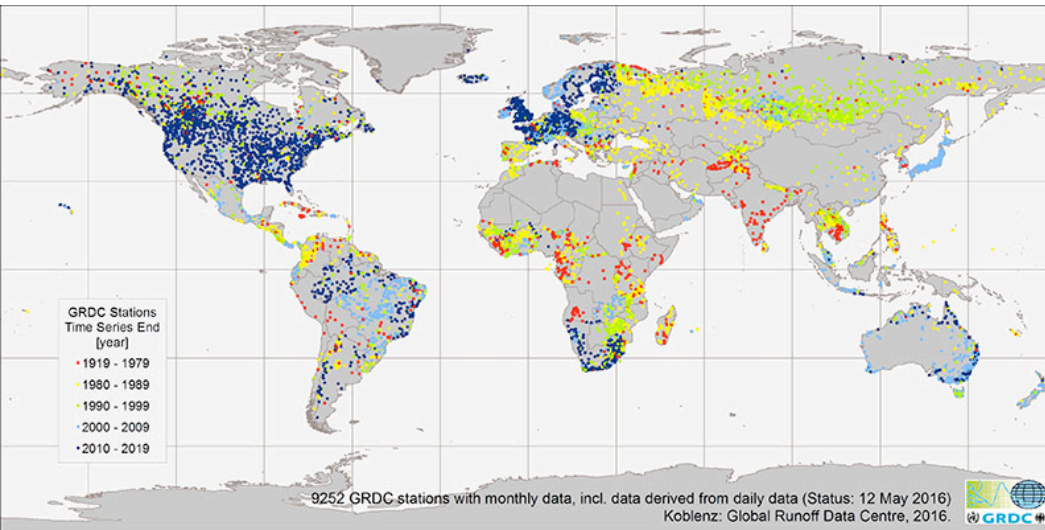 GRDC Stations
Time Series End
[year]
1919 - 1979
1980 - 1989
1990 - 1999
2000 - 2009
2010 - 2019
9252 GRDC stations with monthly data, incl. data derived from daily data (Status: 12 May 2016)
Koblenz: Global Runoff Data Centre, 2016.
GRDC